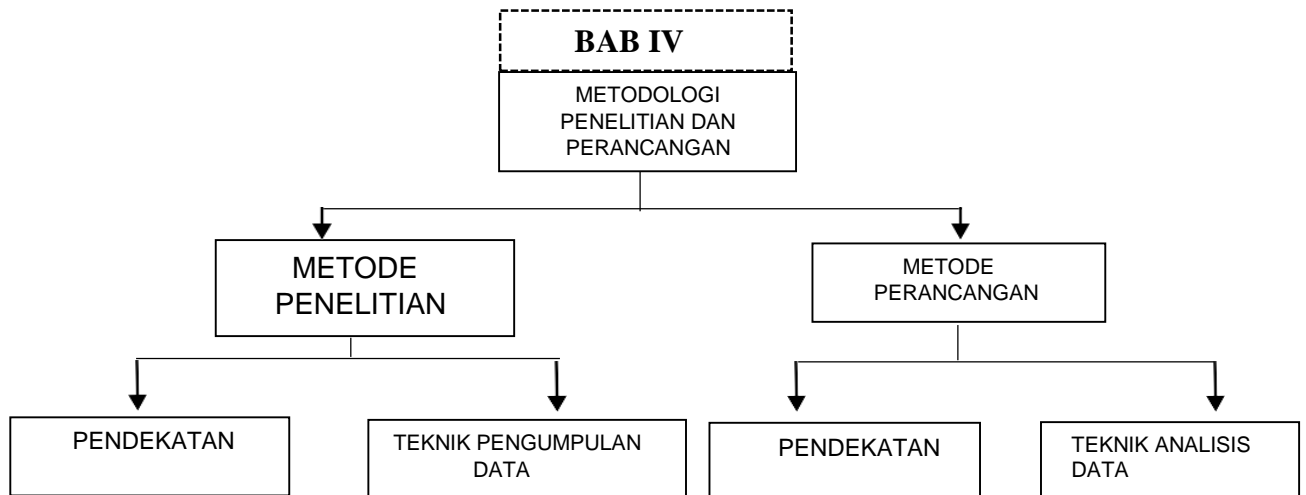 BAB IV
METODOLOGI
PENELITIAN DAN
PERANCANGAN
METODE
PENELITIAN
METODE
PERANCANGAN
PENDEKATAN
TEKNIK PENGUMPULAN
DATA
PENDEKATAN
TEKNIK ANALISIS
DATA